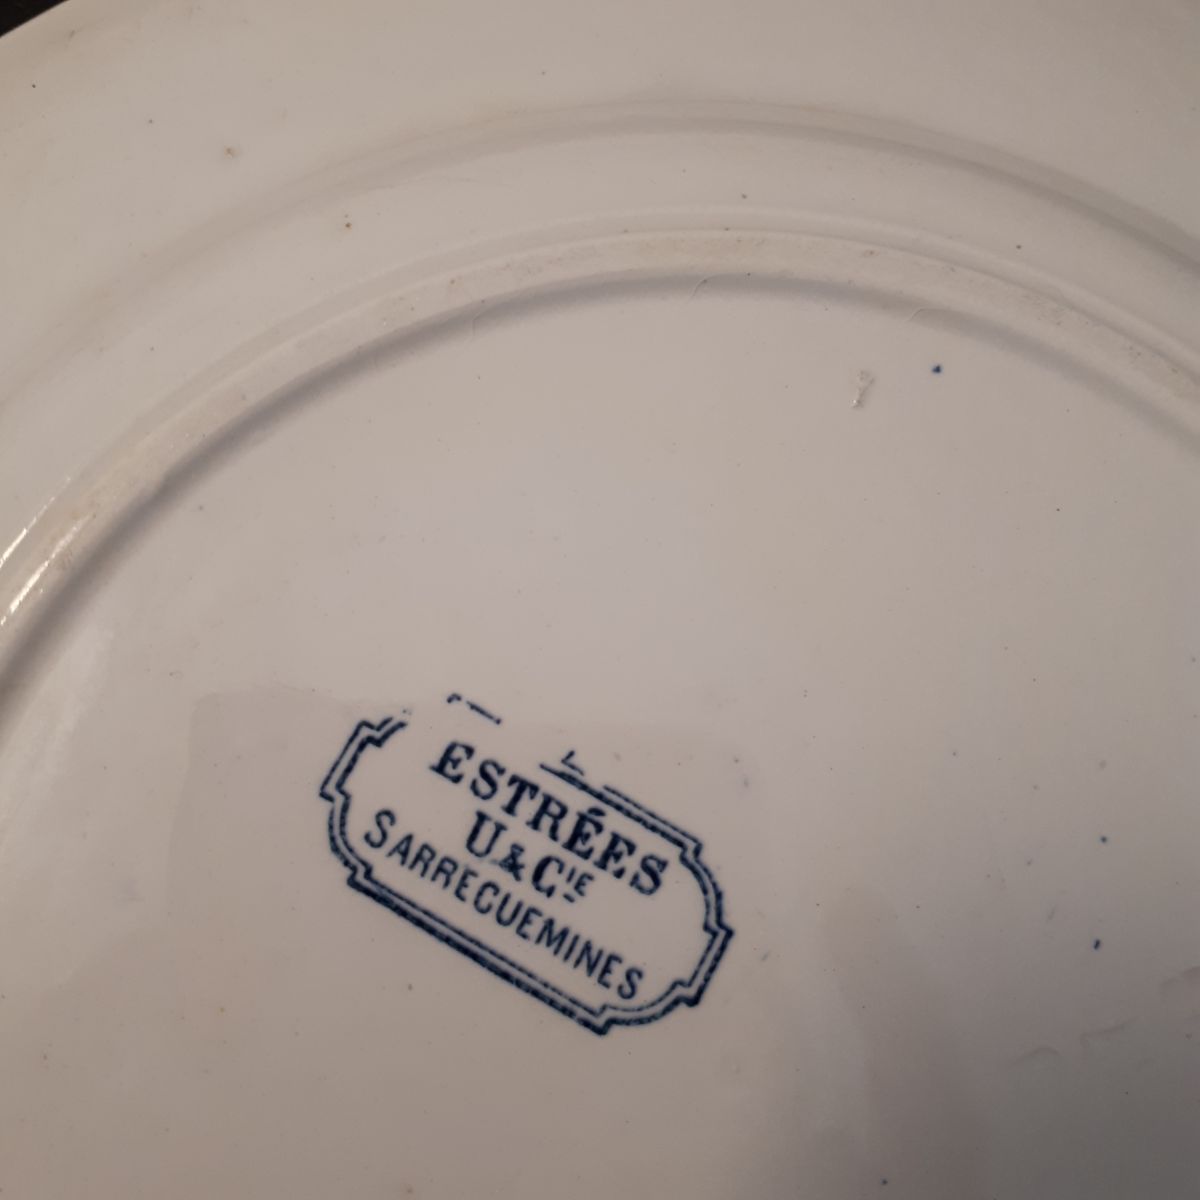 ESTRÉES
U & CIE
SARREGUEMINES